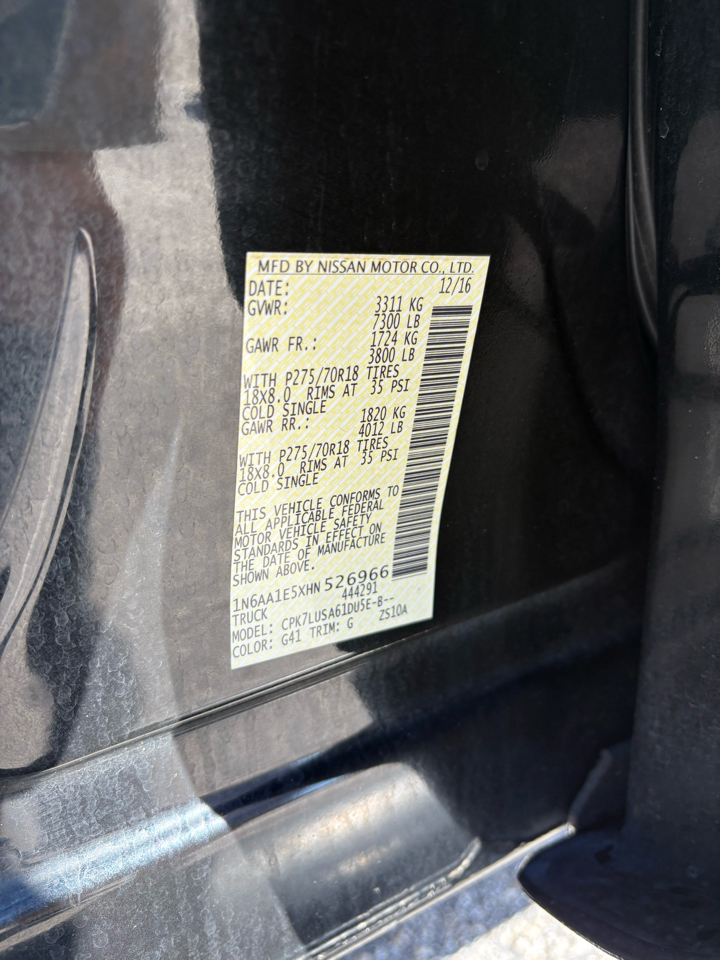 MFD BY NISSAN MOTOR CO., LTD.
DATE: 12/16
GVWR: 3311 KG
7300 LB
GAWR FR.: 1724 KG
3800 LB
WITH P275/70R18 TIRES
18X8.0 RIMS AT 35 PSI
COLD SINGLE
GAWR RR.: 1820 KG
4012 LB
WITH P275/70R18 TIRES
18X8.0 RIMS AT 35 PSI
COLD SINGLE
THIS VEHICLE CONFORMS TO
ALL APPLICABLE FEDERAL
MOTOR VEHICLE SAFETY
STANDARDS IN EFFECT ON
THE DATE OF MANUFACTURE
SHOWN ABOVE.
1N6AA1E5XHN526966
TRUCK 444291
MODEL: CPK7LUSA61DU5E-B--
COLOR: G41 TRIM: G ZS10A